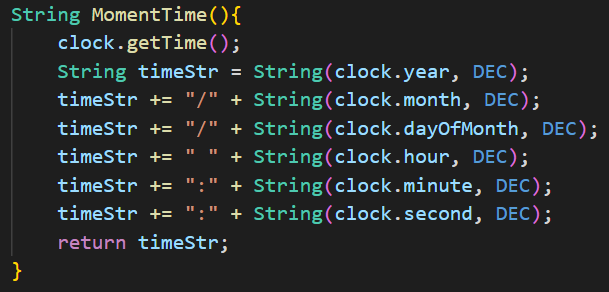 String MomentTime(){
    clock.getTime();
    String timeStr = String(clock.year, DEC);
    timeStr += "/" + String(clock.month, DEC);
    timeStr += "/" + String(clock.dayOfMonth, DEC);
    timeStr += " " + String(clock.hour, DEC);
    timeStr += ":" + String(clock.minute, DEC);
    timeStr += ":" + String(clock.second, DEC);
    return timeStr;
}